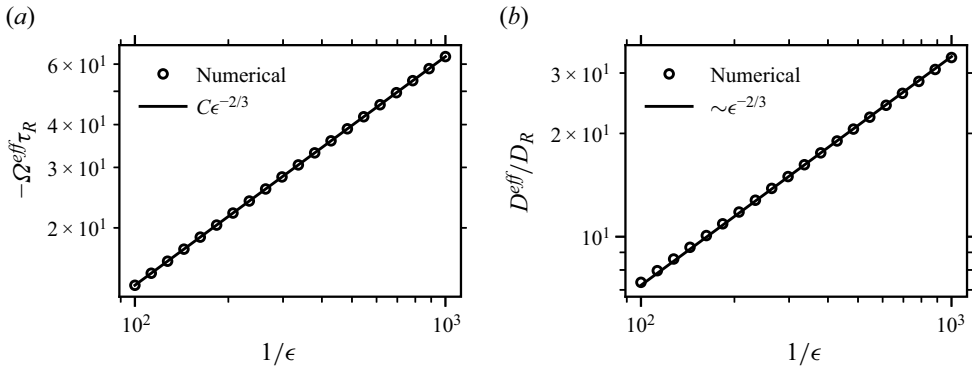 (a)
6 × 10¹
4 × 10¹
3 × 10¹
2 × 10¹
−Ω^{eff}τ_R
Numerical
Cϵ^{−2/3}
10²
10³
1/ϵ
(b)
3 × 10¹
2 × 10¹
10¹
D^{eff}/D_R
Numerical
~ϵ^{−2/3}
10²
10³
1/ϵ